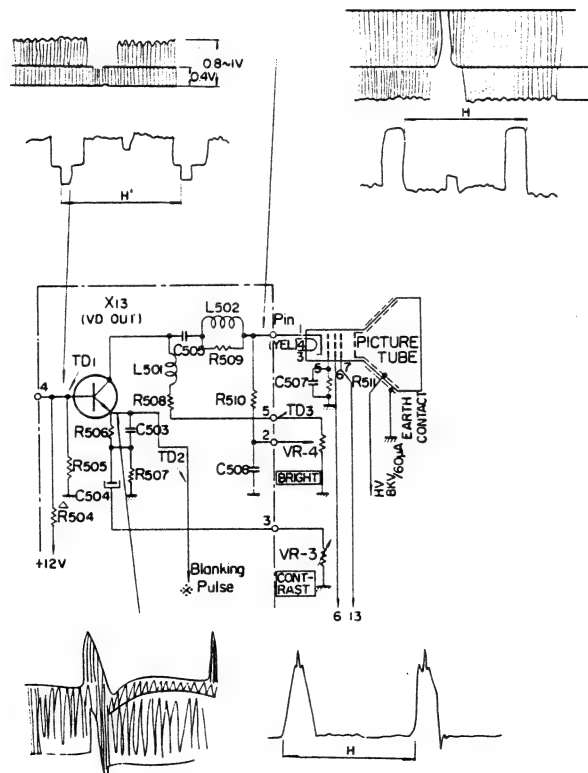 0.8~1V
0.4V
H'
H
X13
(VD OUT)
L502
C505
R509
L501
R508
R510
Pin
(YEL)
1
4
3
5
6
7
C507
R511
PICTURE
TUBE
EARTH
CONTACT
HV
8KV/60μA
4
TD1
R506
C503
R505
C504
R507
TD2
R504
+12V
5
TD3
2
VR-4
C508
BRIGHT
3
VR-3
CONT-
RAST
Blanking
Pulse
6 13
H